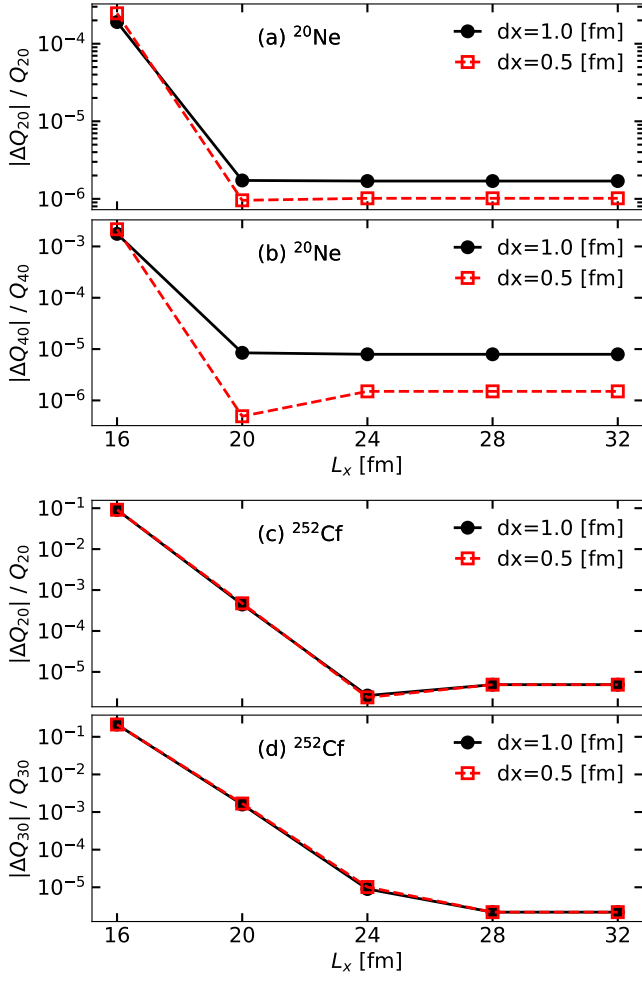 10⁻⁴
10⁻⁵
10⁻⁶
|ΔQ₂₀| / Q₂₀
(a) ²⁰Ne
dx=1.0 [fm]
dx=0.5 [fm]
10⁻³
10⁻⁴
10⁻⁵
10⁻⁶
|ΔQ₄₀| / Q₄₀
(b) ²⁰Ne
dx=1.0 [fm]
dx=0.5 [fm]
16 20 24 28 32
Lₓ [fm]
10⁻¹
10⁻²
10⁻³
10⁻⁴
10⁻⁵
|ΔQ₂₀| / Q₂₀
(c) ²⁵²Cf
dx=1.0 [fm]
dx=0.5 [fm]
10⁻¹
10⁻²
10⁻³
10⁻⁴
10⁻⁵
|ΔQ₃₀| / Q₃₀
(d) ²⁵²Cf
dx=1.0 [fm]
dx=0.5 [fm]
16 20 24 28 32
Lₓ [fm]